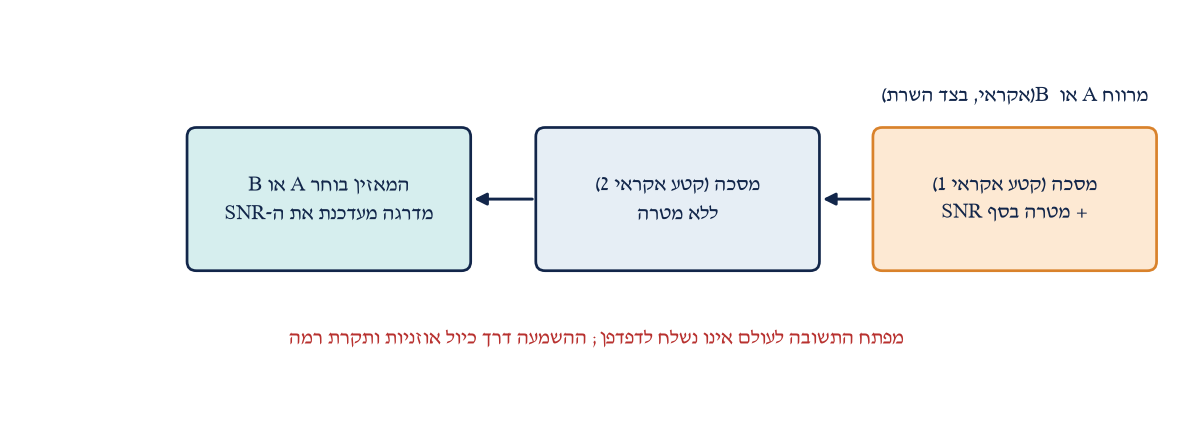 מרווח A או B (אקראי, בצד השרת)
מסכה (קטע אקראי 1)
+ מטרה בסף SNR
מסכה (קטע אקראי 2)
ללא מטרה
המאזין בוחר A או B
מדרגה מעדכנת את ה-SNR
מפתח התשובה לעולם אינו נשלח לדפדפן; ההשמעה דרך כיול אוזניות ותקרת רמה